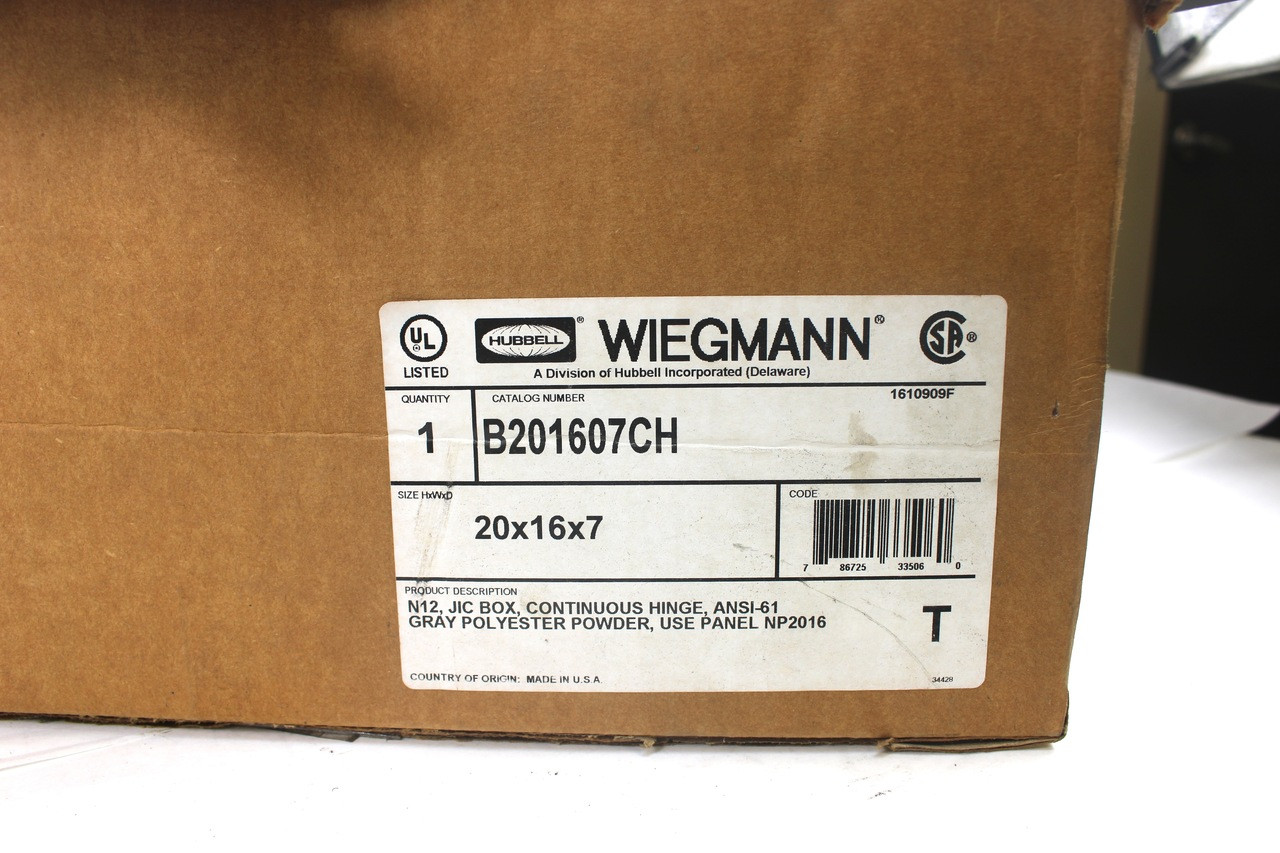 UL
LISTED
HUBBELL® WIEGMANN®
A Division of Hubbell Incorporated (Delaware)
SA®
QUANTITY
1
CATALOG NUMBER
1610909F
B201607CH
SIZE HxWxD
20x16x7
CODE
7 86725 33506 0
PRODUCT DESCRIPTION
N12, JIC BOX, CONTINUOUS HINGE, ANSI-61
GRAY POLYESTER POWDER, USE PANEL NP2016
T
COUNTRY OF ORIGIN: MADE IN U.S.A.
34428